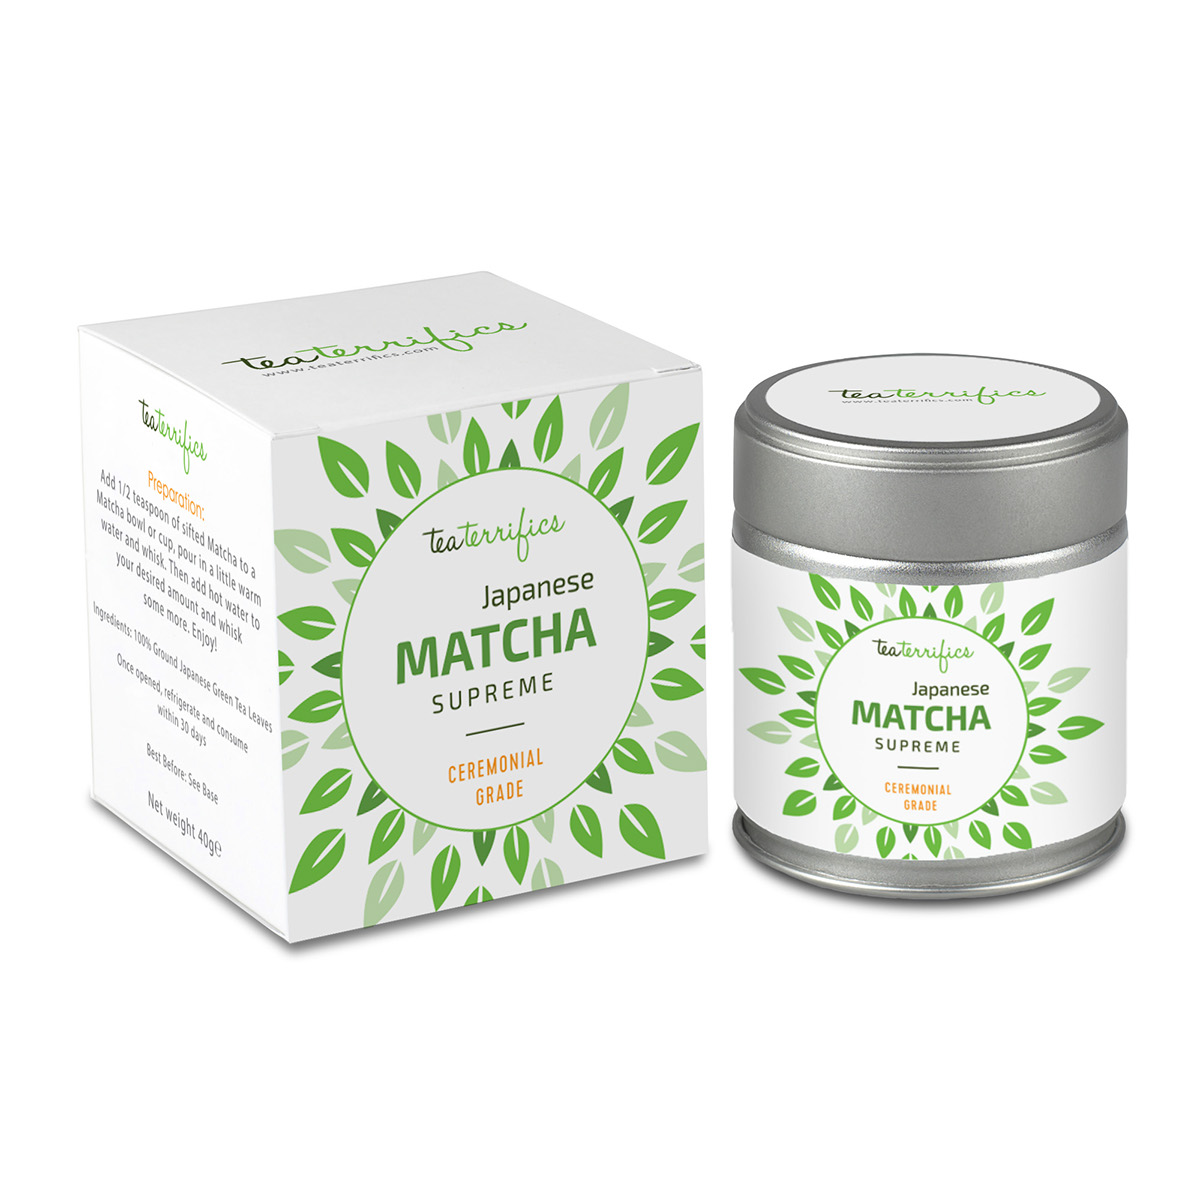 teaterrifics
www.teaterrifics.com
teaterrifics
Preparation:
Add 1/2 teaspoon of sifted Matcha to a
Matcha bowl or cup, pour in a little warm
water and whisk. Then add hot water to
your desired amount and whisk
some more. Enjoy!
Ingredients: 100% Ground Japanese Green Tea Leaves
Once opened, refrigerate and consume
within 30 days
Best Before: See Base
Net weight 40g℮
teaterrifics
Japanese
MATCHA
SUPREME
CEREMONIAL
GRADE
teaterrifics
www.teaterrifics.com
teaterrifics
Japanese
MATCHA
SUPREME
CEREMONIAL
GRADE